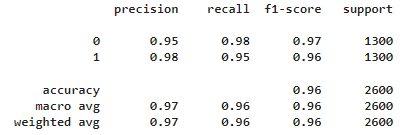 precision recall f1-score support
0 0.95 0.98 0.97 1300
1 0.98 0.95 0.96 1300
accuracy 0.96 2600
macro avg 0.97 0.96 0.96 2600
weighted avg 0.97 0.96 0.96 2600